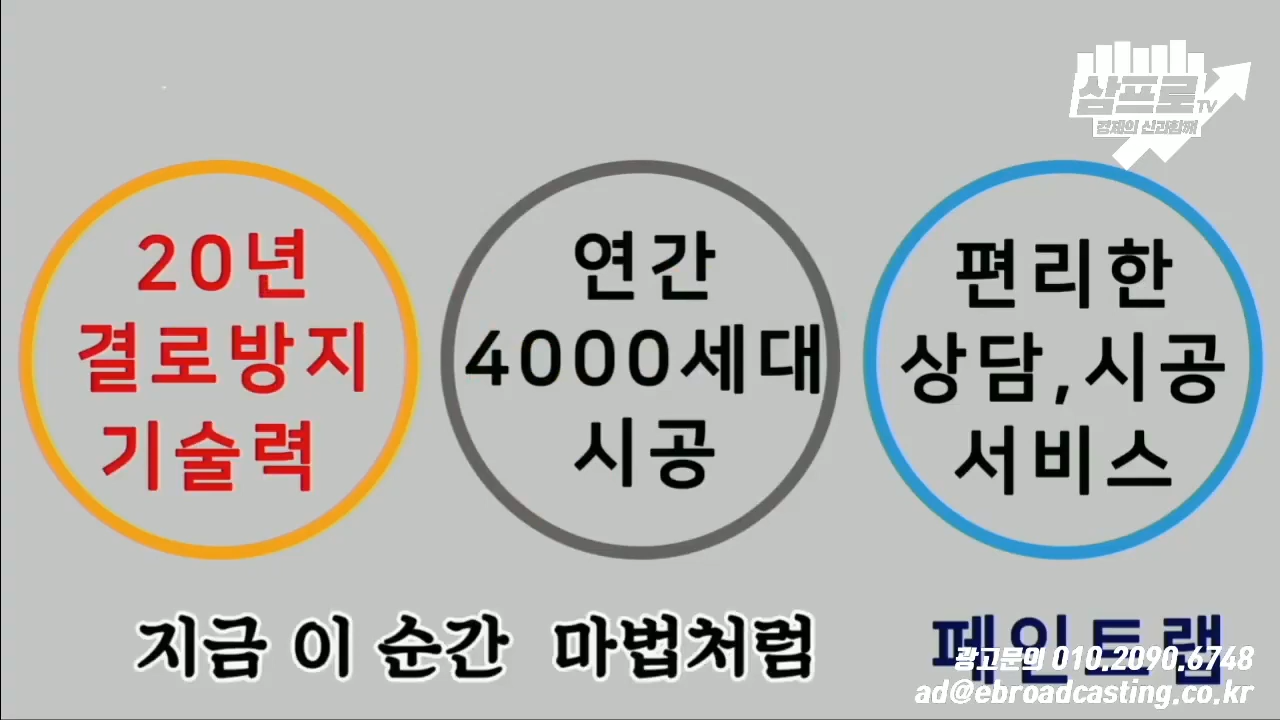 삼프로TV
경제의 신과함께
20년
결로방지
기술력
연간
4000세대
시공
편리한
상담,시공
서비스
지금 이 순간 마법처럼
페인트랩
광고문의 010.2090.6748
ad@ebroadcasting.co.kr